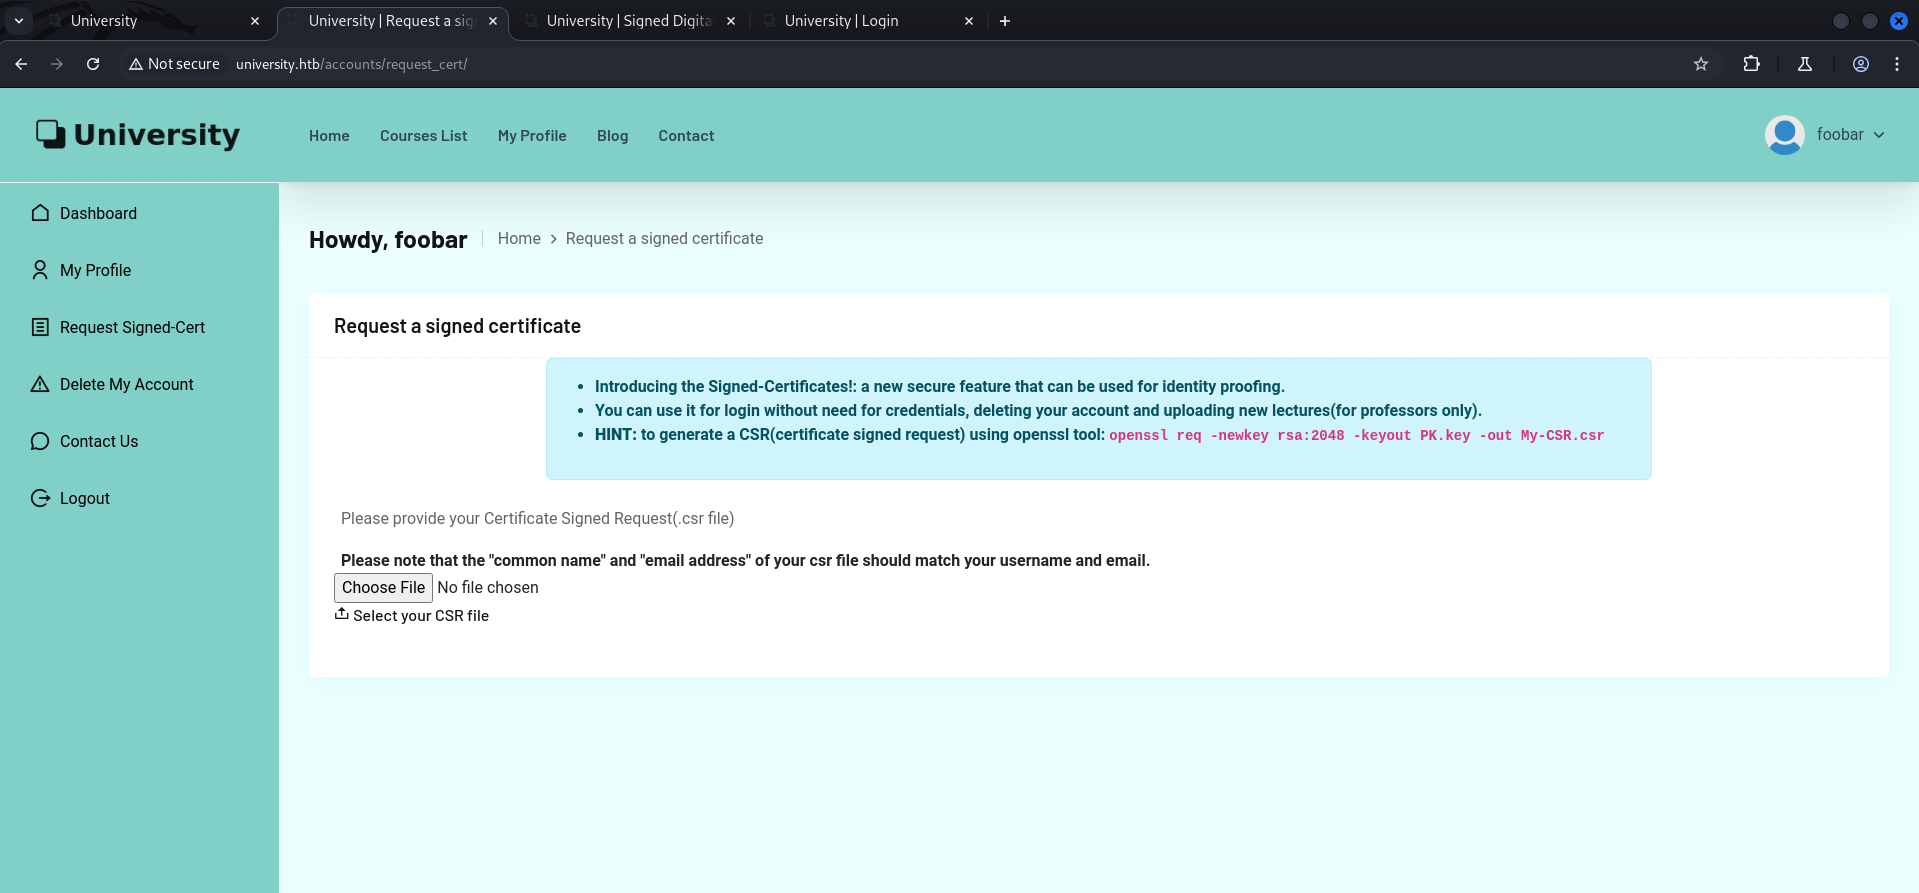 University
University | Request a sig
University | Signed Digita
University | Login
Not secure
university.htb/accounts/request_cert/
University
Home
Courses List
My Profile
Blog
Contact
foobar
Dashboard
My Profile
Request Signed-Cert
Delete My Account
Contact Us
Logout
Howdy, foobar
Home > Request a signed certificate
Request a signed certificate
Introducing the Signed-Certificates!: a new secure feature that can be used for identity proofing.
You can use it for login without need for credentials, deleting your account and uploading new lectures(for professors only).
HINT: to generate a CSR(certificate signed request) using openssl tool: openssl req -newkey rsa:2048 -keyout PK.key -out My-CSR.csr
Please provide your Certificate Signed Request(.csr file)
Please note that the "common name" and "email address" of your csr file should match your username and email.
Choose File No file chosen
Select your CSR file